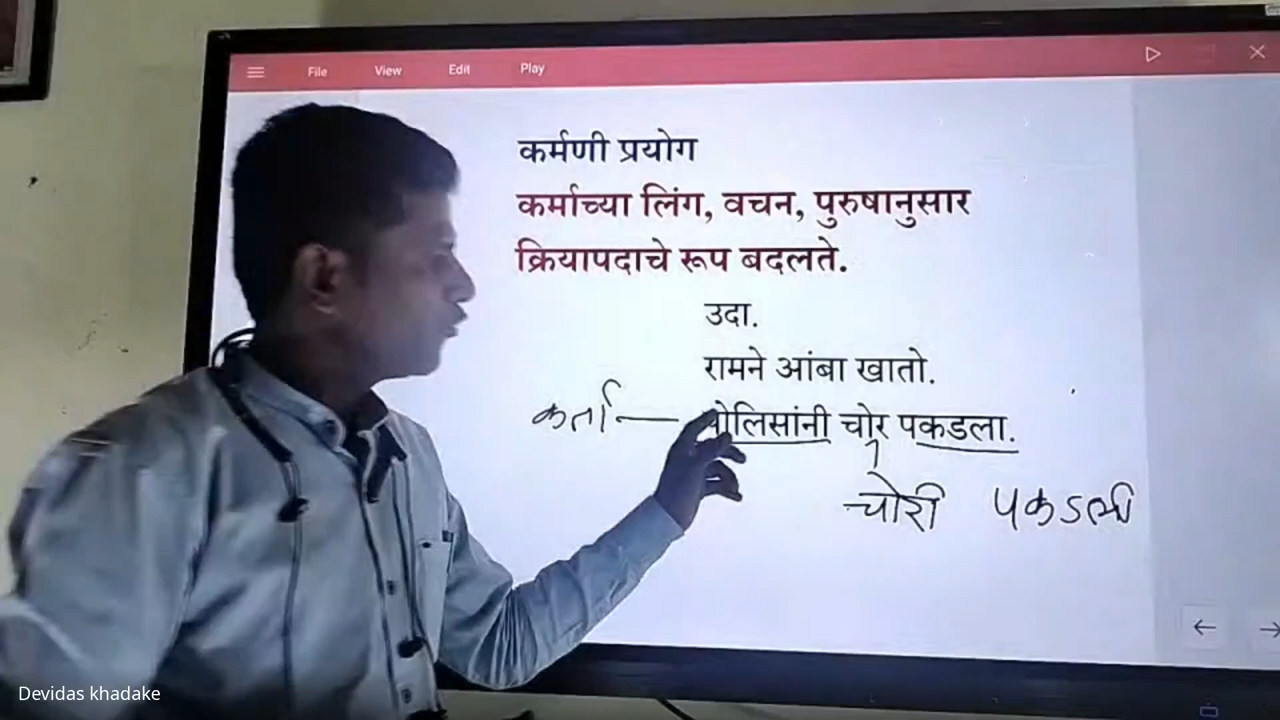 File View Edit Play
कर्मणी प्रयोग
कर्माच्या लिंग, वचन, पुरुषानुसार
क्रियापदाचे रूप बदलते.
उदा.
रामने आंबा खातो.
कर्ता — पोलिसांनी चोर पकडला.
चोरी पकडली
Devidas khadake